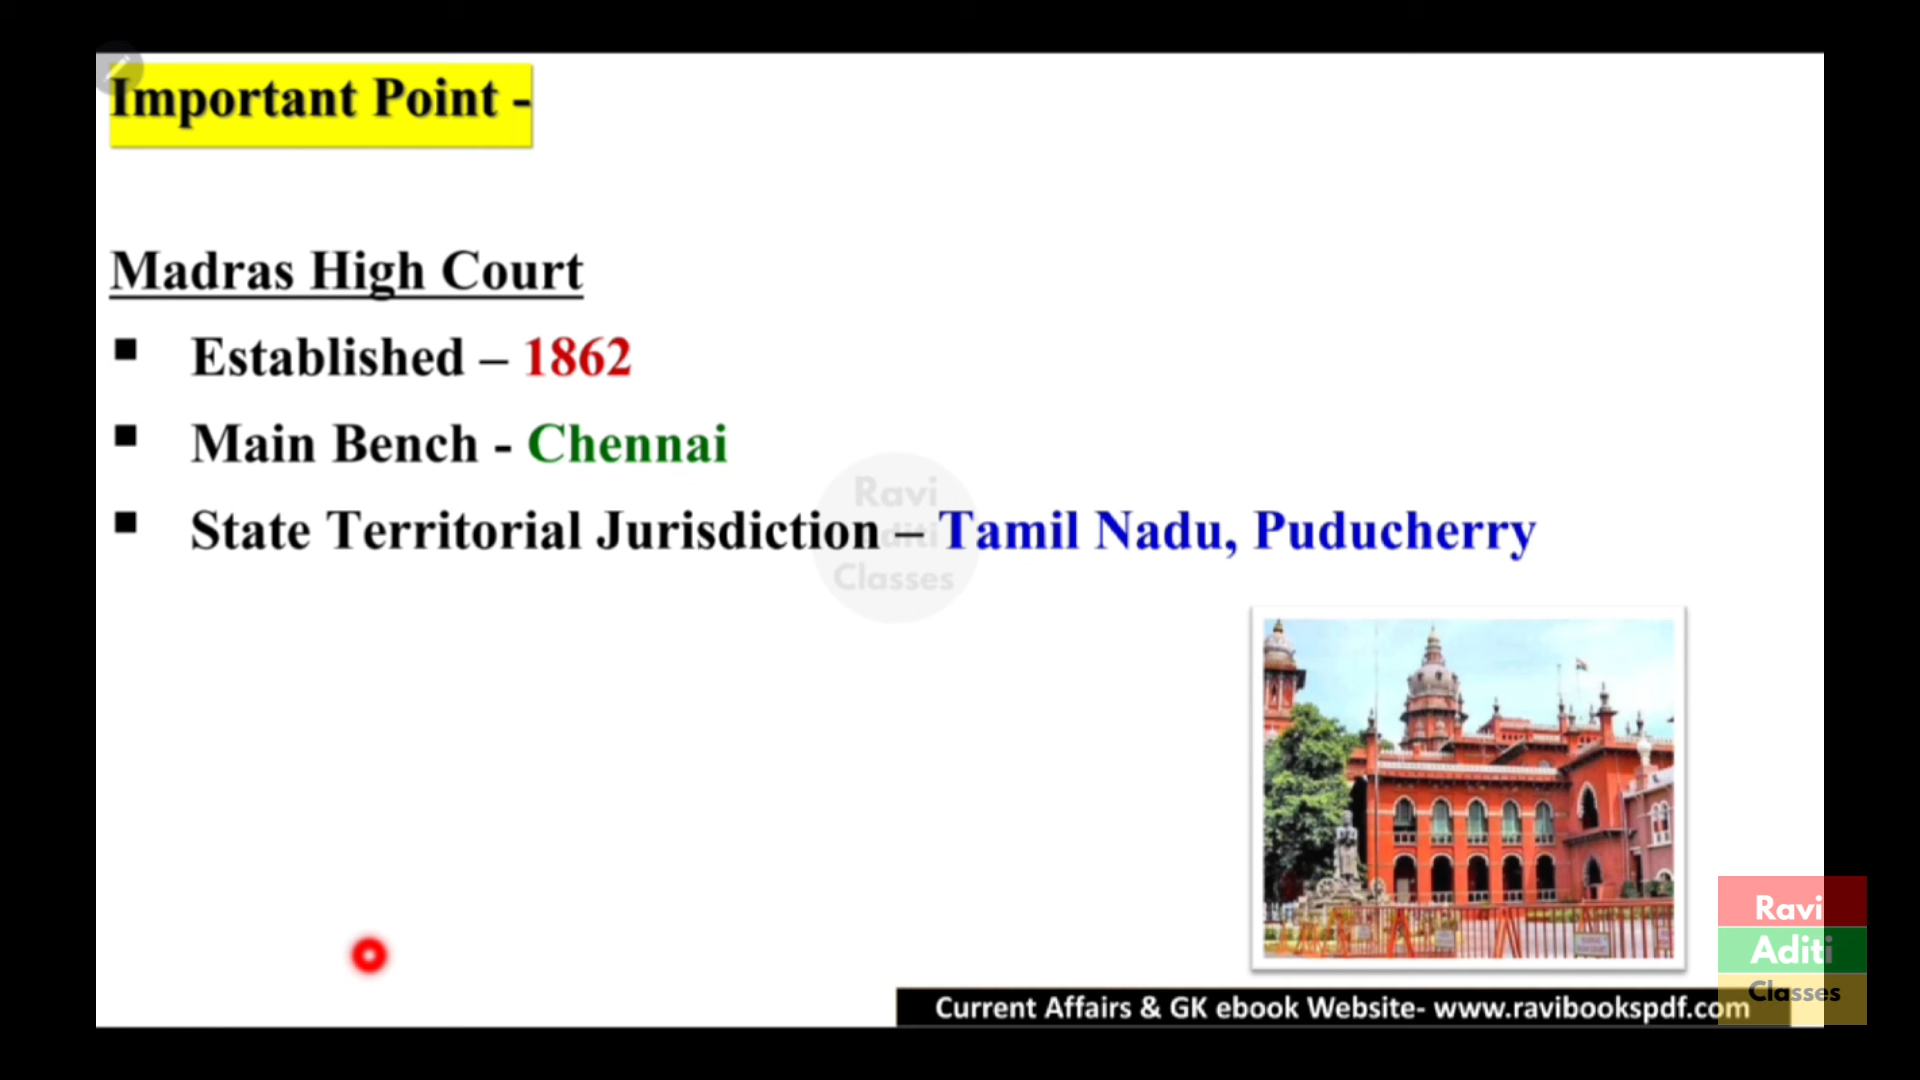 Important Point -
Madras High Court
▪ Established – 1862
▪ Main Bench - Chennai
▪ State Territorial Jurisdiction – Tamil Nadu, Puducherry
Ravi
Aditi
Classes
Ravi
Aditi
Classes
Current Affairs & GK ebook Website- www.ravibookspdf.com